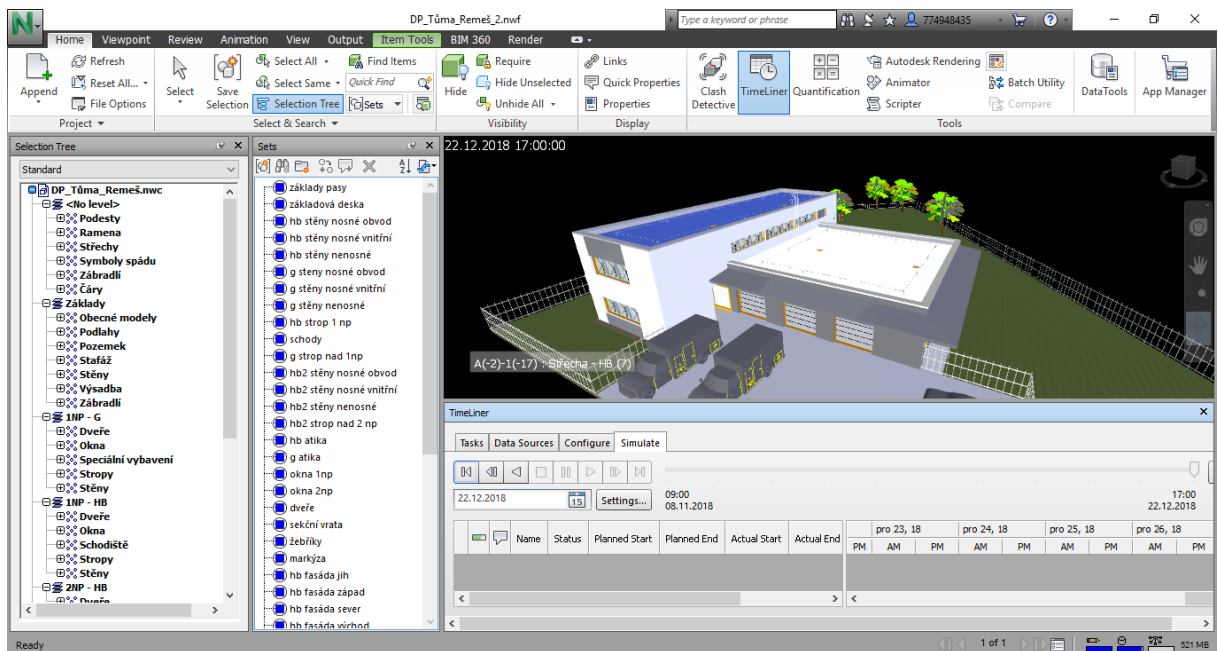 DP_Tůma_Remeš_2.nwf
Type a keyword or phrase
774948435
N
Home Viewpoint Review Animation View Output Item Tools BIM 360 Render
Append
Refresh
Reset All...
File Options
Project
Select
Save Selection
Select All
Select Same
Selection Tree
Find Items
Quick Find
Sets
Select & Search
Hide
Require
Hide Unselected
Unhide All
Visibility
Links
Quick Properties
Properties
Display
Clash Detective
TimeLiner
Quantification
Autodesk Rendering
Animator
Scripter
Batch Utility
Compare
Tools
DataTools
App Manager
Selection Tree
Standard
DP_Tůma_Remeš.nwc
<No level>
Podesty
Ramena
Střechy
Symboly spádu
Zábradlí
Čáry
Základy
Obecné modely
Podlahy
Pozemek
Stafáž
Stěny
Výsadba
Zábradlí
1NP - G
Dveře
Okna
Speciální vybavení
Stropy
Stěny
1NP - HB
Dveře
Okna
Schodiště
Stropy
Stěny
2NP - HB
Dveře
Sets
základy pasy
základová deska
hb stěny nosné obvod
hb stěny nosné vnitřní
hb stěny nenosné
g steny nosné obvod
g stěny nosné vnitřní
g stěny nenosné
hb strop 1 np
schody
g strop nad 1np
hb2 stěny nosné obvod
hb2 stěny nosné vnitřní
hb2 stěny nenosné
hb2 strop nad 2 np
hb atika
g atika
okna 1np
okna 2np
dveře
sekční vrata
žebříky
markýza
hb fasáda jih
hb fasáda západ
hb fasáda sever
hb fasáda východ
22.12.2018 17:00:00
A(-2)-1(-17) : Střecha - HB (7)
TimeLiner
Tasks Data Sources Configure Simulate
22.12.2018
15
Settings...
09:00
08.11.2018
17:00
22.12.2018
Name Status Planned Start Planned End Actual Start Actual End
pro 23, 18 pro 24, 18 pro 25, 18 pro 26, 18
PM AM PM AM PM AM PM AM PM
Ready
1 of 1
521 MB